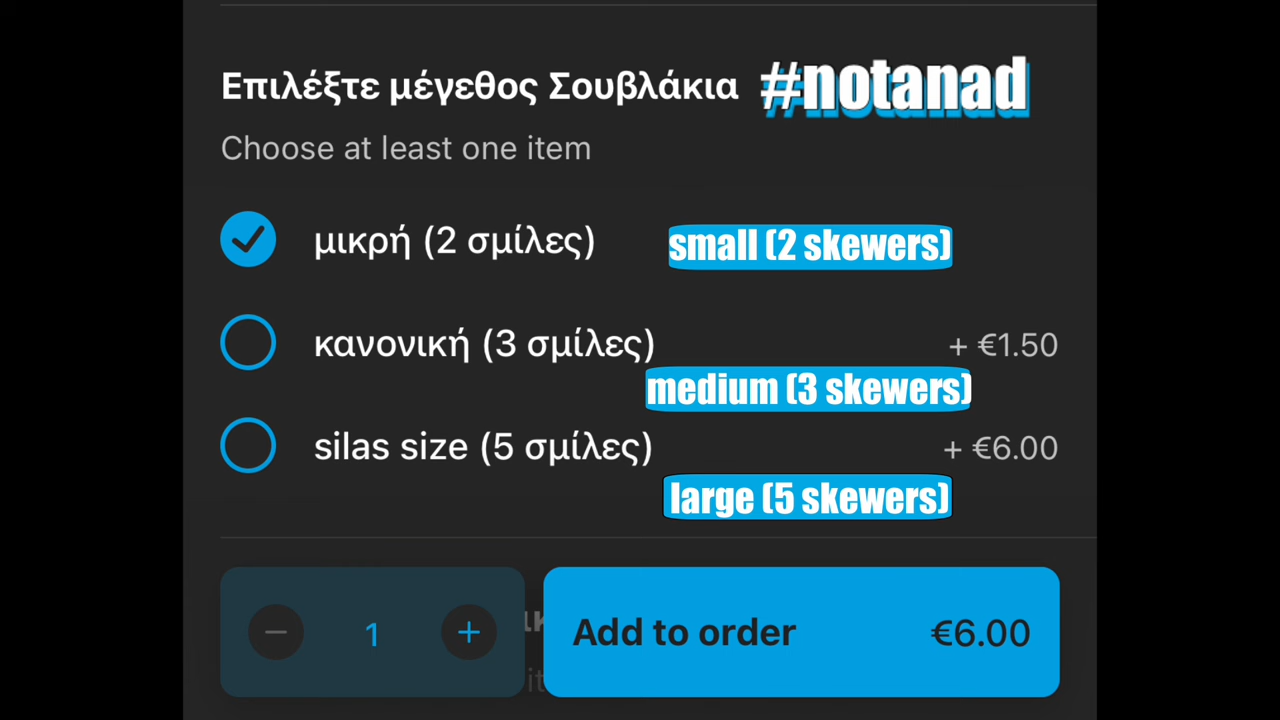 Επιλέξτε μέγεθος Σουβλάκια #notanad
Choose at least one item
μικρή (2 σμίλες) small (2 skewers)
κανονική (3 σμίλες) + €1.50
medium (3 skewers)
silas size (5 σμίλες) + €6.00
large (5 skewers)
1 Add to order €6.00